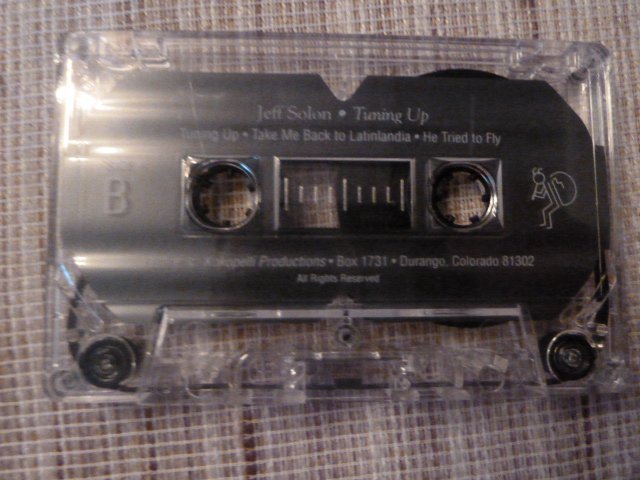 Jeff Solon • Tuning Up
Tuning Up • Take Me Back to Latinlandia • He Tried to Fly
B
Productions • Box 1731 • Durango, Colorado 81302
All Rights Reserved